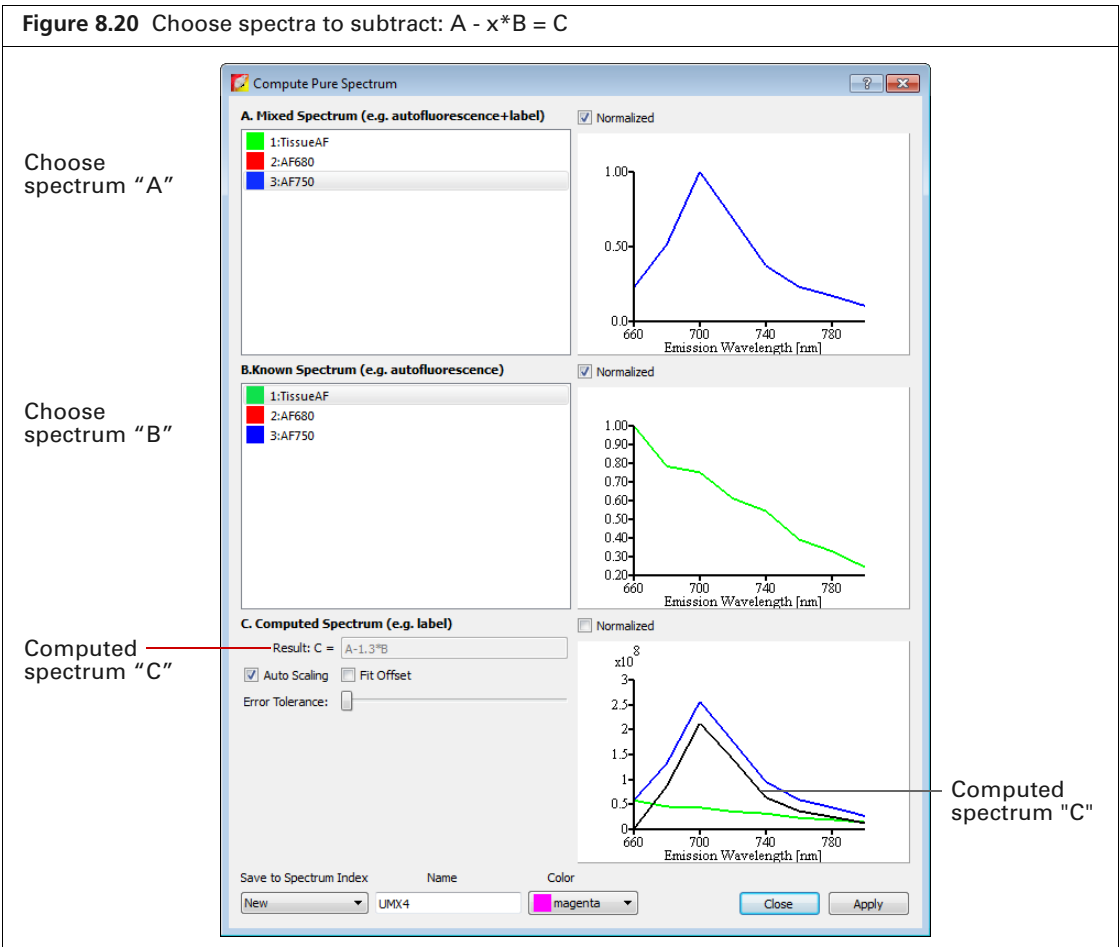 Figure 8.20 Choose spectra to subtract: A - x*B = C
Compute Pure Spectrum
A. Mixed Spectrum (e.g. autofluorescence+label)
Normalized
Choose
spectrum “A”
1:TissueAF
2:AF680
3:AF750
1.00
0.50
0.0
660 700 740 780
Emission Wavelength [nm]
B.Known Spectrum (e.g. autofluorescence)
Normalized
Choose
spectrum “B”
1:TissueAF
2:AF680
3:AF750
1.00
0.90
0.80
0.70
0.60
0.50
0.40
0.30
0.20
660 700 740 780
Emission Wavelength [nm]
C. Computed Spectrum (e.g. label)
Normalized
Computed
spectrum “C”
Result: C = A-1.3*B
Auto Scaling Fit Offset
Error Tolerance:
x10^8
3
2.5
2
1.5
1
0.5
0
660 700 740 780
Emission Wavelength [nm]
Computed
spectrum "C"
Save to Spectrum Index Name Color
New UMX4 magenta Close Apply